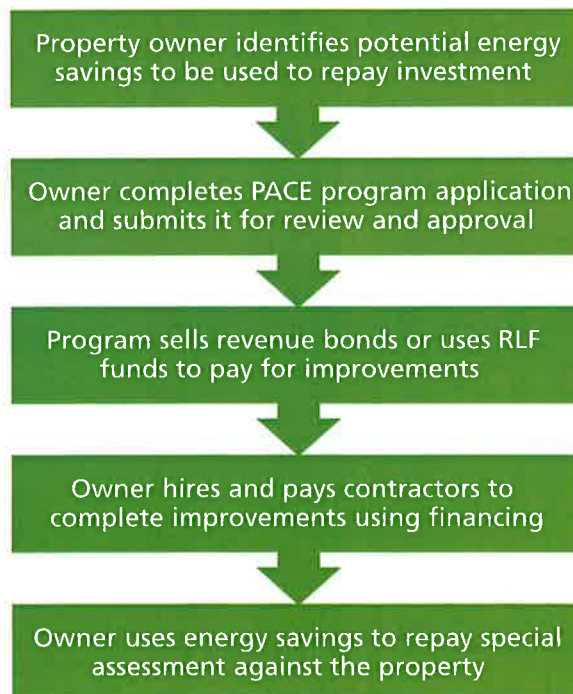 Property owner identifies potential energy
savings to be used to repay investment
Owner completes PACE program application
and submits it for review and approval
Program sells revenue bonds or uses RLF
funds to pay for improvements
Owner hires and pays contractors to
complete improvements using financing
Owner uses energy savings to repay special
assessment against the property